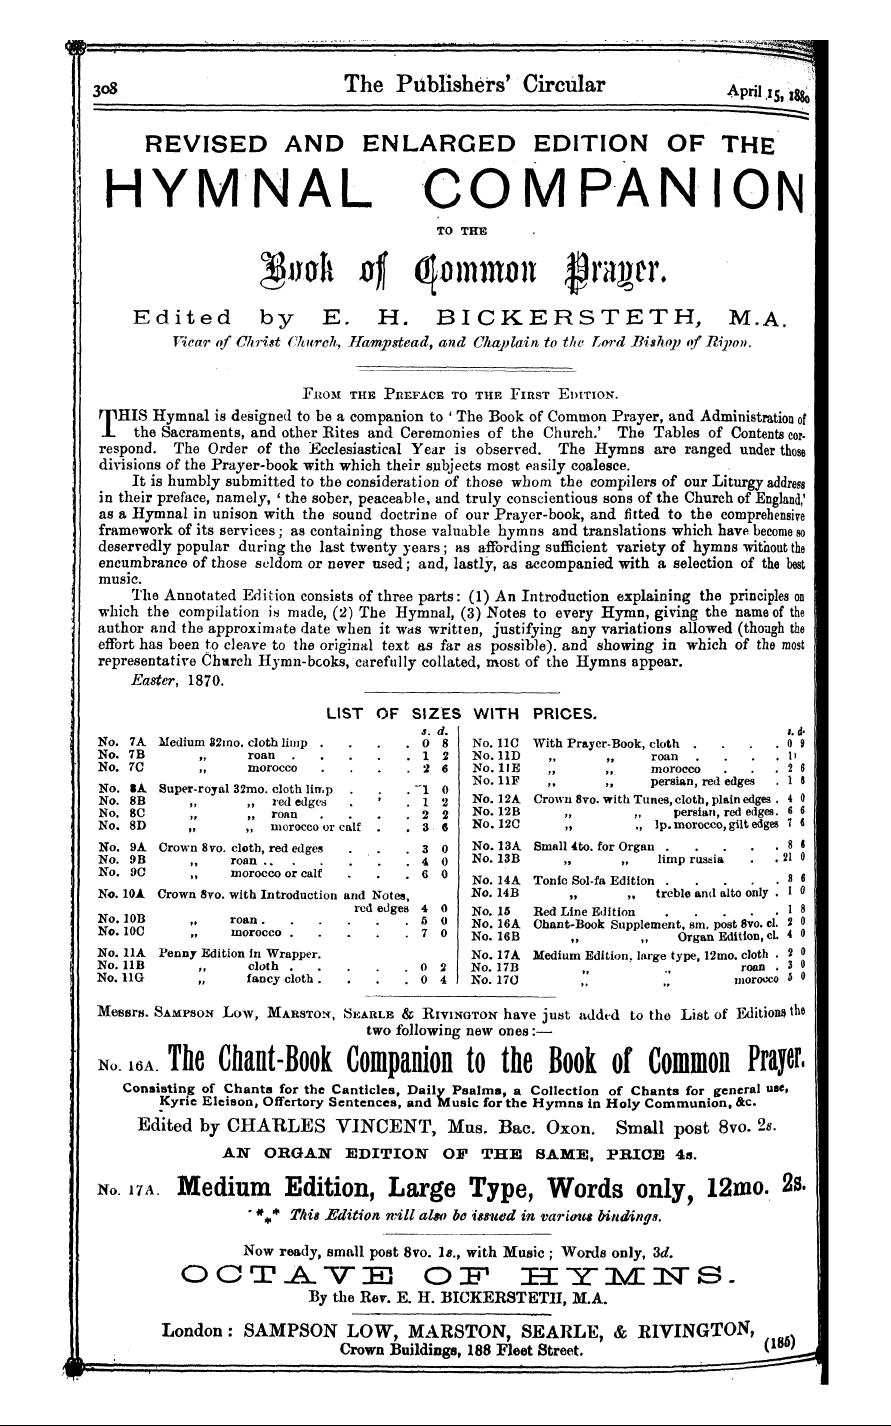 308 The Publishers' Circular April 15, 1880
REVISED AND ENLARGED EDITION OF THE
HYMNAL COMPANION
TO THE
Book of Common Prayer.
Edited by E. H. BICKERSTETH, M.A.
Vicar of Christ Church, Hampstead, and Chaplain to the Lord Bishop of Ripon.
FROM THE PREFACE TO THE FIRST EDITION.
THIS Hymnal is designed to be a companion to ‘ The Book of Common Prayer, and Administration of
the Sacraments, and other Rites and Ceremonies of the Church.’ The Tables of Contents cor-
respond. The Order of the Ecclesiastical Year is observed. The Hymns are ranged under those
divisions of the Prayer-book with which their subjects most easily coalesce.
It is humbly submitted to the consideration of those whom the compilers of our Liturgy address
in their preface, namely, ‘ the sober, peaceable, and truly conscientious sons of the Church of England,’
as a Hymnal in unison with the sound doctrine of our Prayer-book, and fitted to the comprehensive
framework of its services ; as containing those valuable hymns and translations which have become so
deservedly popular during the last twenty years ; as affording sufficient variety of hymns without the
encumbrance of those seldom or never used ; and, lastly, as accompanied with a selection of the best
music.
The Annotated Edition consists of three parts : (1) An Introduction explaining the principles on
which the compilation is made, (2) The Hymnal, (3) Notes to every Hymn, giving the name of the
author and the approximate date when it was written, justifying any variations allowed (though the
effort has been to cleave to the original text as far as possible). and showing in which of the most
representative Church Hymn-books, carefully collated, most of the Hymns appear.
Easter, 1870.
LIST OF SIZES WITH PRICES.
s. d.
No. 7A Medium 32mo. cloth limp . . . . 0 8
No. 7B „ roan . . . . . 1 2
No. 7C „ morocco . . . . 2 6
No. 8A Super-royal 32mo. cloth limp . . . 1 0
No. 8B „ „ red edges . . . 1 2
No. 8C „ „ roan . . . . 2 2
No. 8D „ „ morocco or calf . . 3 6
No. 9A Crown 8vo. cloth, red edges . . . 3 0
No. 9B „ roan . . . . . . . 4 0
No. 9C „ morocco or calf . . . 6 0
No. 10A Crown 8vo. with Introduction and Notes,
red edges 4 0
No. 10B „ roan . . . . . . 5 0
No. 10C „ morocco . . . . . 7 0
No. 11A Penny Edition in Wrapper.
No. 11B „ cloth . . . . . . 0 2
No. 11G „ fancy cloth . . . . 0 4
s. d.
No. 11C With Prayer-Book, cloth . . . . 0 9
No. 11D „ „ roan . . . .
No. 11E „ „ morocco . . . 2 6
No. 11F „ „ persian, red edges . 1 6
No. 12A Crown 8vo. with Tunes, cloth, plain edges . 4 0
No. 12B „ „ persian, red edges . 6 6
No. 12C „ „ lp. morocco, gilt edges 7 6
No. 13A Small 4to. for Organ . . . . . 8 6
No. 13B „ „ limp russia . . 21 0
No. 14A Tonic Sol-fa Edition . . . . . 3 6
No. 14B „ „ treble and alto only . 1 0
No. 15 Red Line Edition . . . . . 1 8
No. 16A Chant-Book Supplement, sm. post 8vo. cl. 2 0
No. 16B „ „ Organ Edition, cl. 4 0
No. 17A Medium Edition, large type, 12mo. cloth . 2 0
No. 17B „ „ roan . 3 0
No. 17C „ „ morocco 5 0
Messrs. SAMPSON LOW, MARSTON, SEARLE & RIVINGTON have just added to the List of Editions the
two following new ones :—
No. 16A. The Chant-Book Companion to the Book of Common Prayer.
Consisting of Chants for the Canticles, Daily Psalms, a Collection of Chants for general use,
Kyrie Eleison, Offertory Sentences, and Music for the Hymns in Holy Communion, &c.
Edited by CHARLES VINCENT, Mus. Bac. Oxon. Small post 8vo. 2s.
AN ORGAN EDITION OF THE SAME, PRICE 4s.
No. 17A. Medium Edition, Large Type, Words only, 12mo. 2s.
*** This Edition will also be issued in various bindings.
Now ready, small post 8vo. 1s., with Music ; Words only, 3d.
OCTAVE OF HYMNS.
By the Rev. E. H. BICKERSTETH, M.A.
London : SAMPSON LOW, MARSTON, SEARLE, & RIVINGTON,
Crown Buildings, 188 Fleet Street. (185)